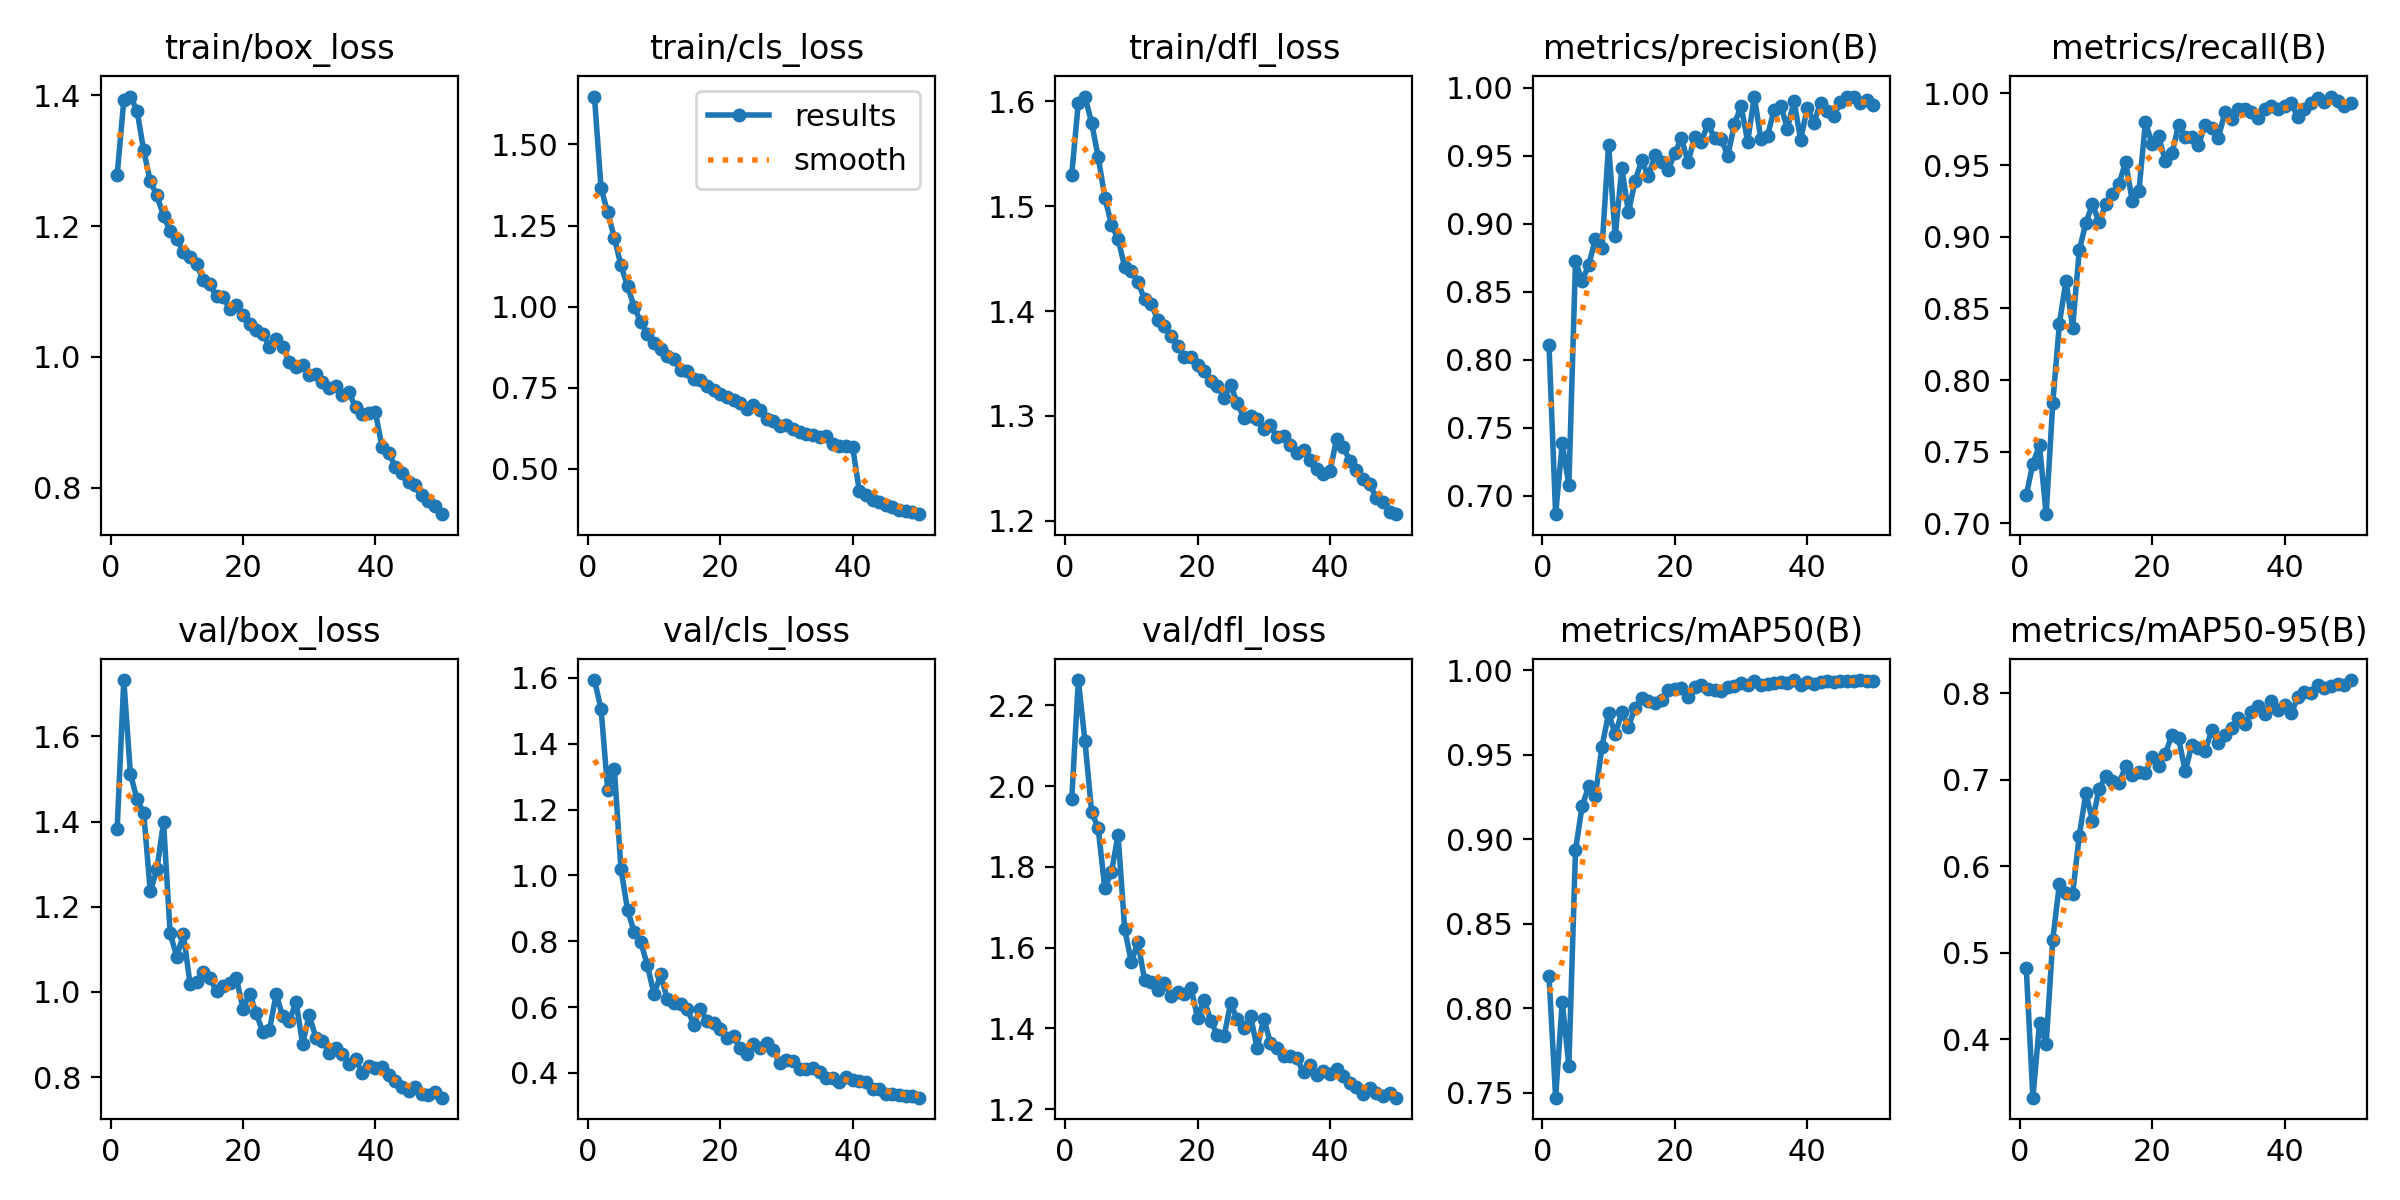 train/box_loss
1.4
1.2
1.0
0.8
0 20 40
train/cls_loss
results
smooth
1.50
1.25
1.00
0.75
0.50
0 20 40
train/dfl_loss
1.6
1.5
1.4
1.3
1.2
0 20 40
metrics/precision(B)
1.00
0.95
0.90
0.85
0.80
0.75
0.70
0 20 40
metrics/recall(B)
1.00
0.95
0.90
0.85
0.80
0.75
0.70
0 20 40
val/box_loss
1.6
1.4
1.2
1.0
0.8
0 20 40
val/cls_loss
1.6
1.4
1.2
1.0
0.8
0.6
0.4
0 20 40
val/dfl_loss
2.2
2.0
1.8
1.6
1.4
1.2
0 20 40
metrics/mAP50(B)
1.00
0.95
0.90
0.85
0.80
0.75
0 20 40
metrics/mAP50-95(B)
0.8
0.7
0.6
0.5
0.4
0 20 40